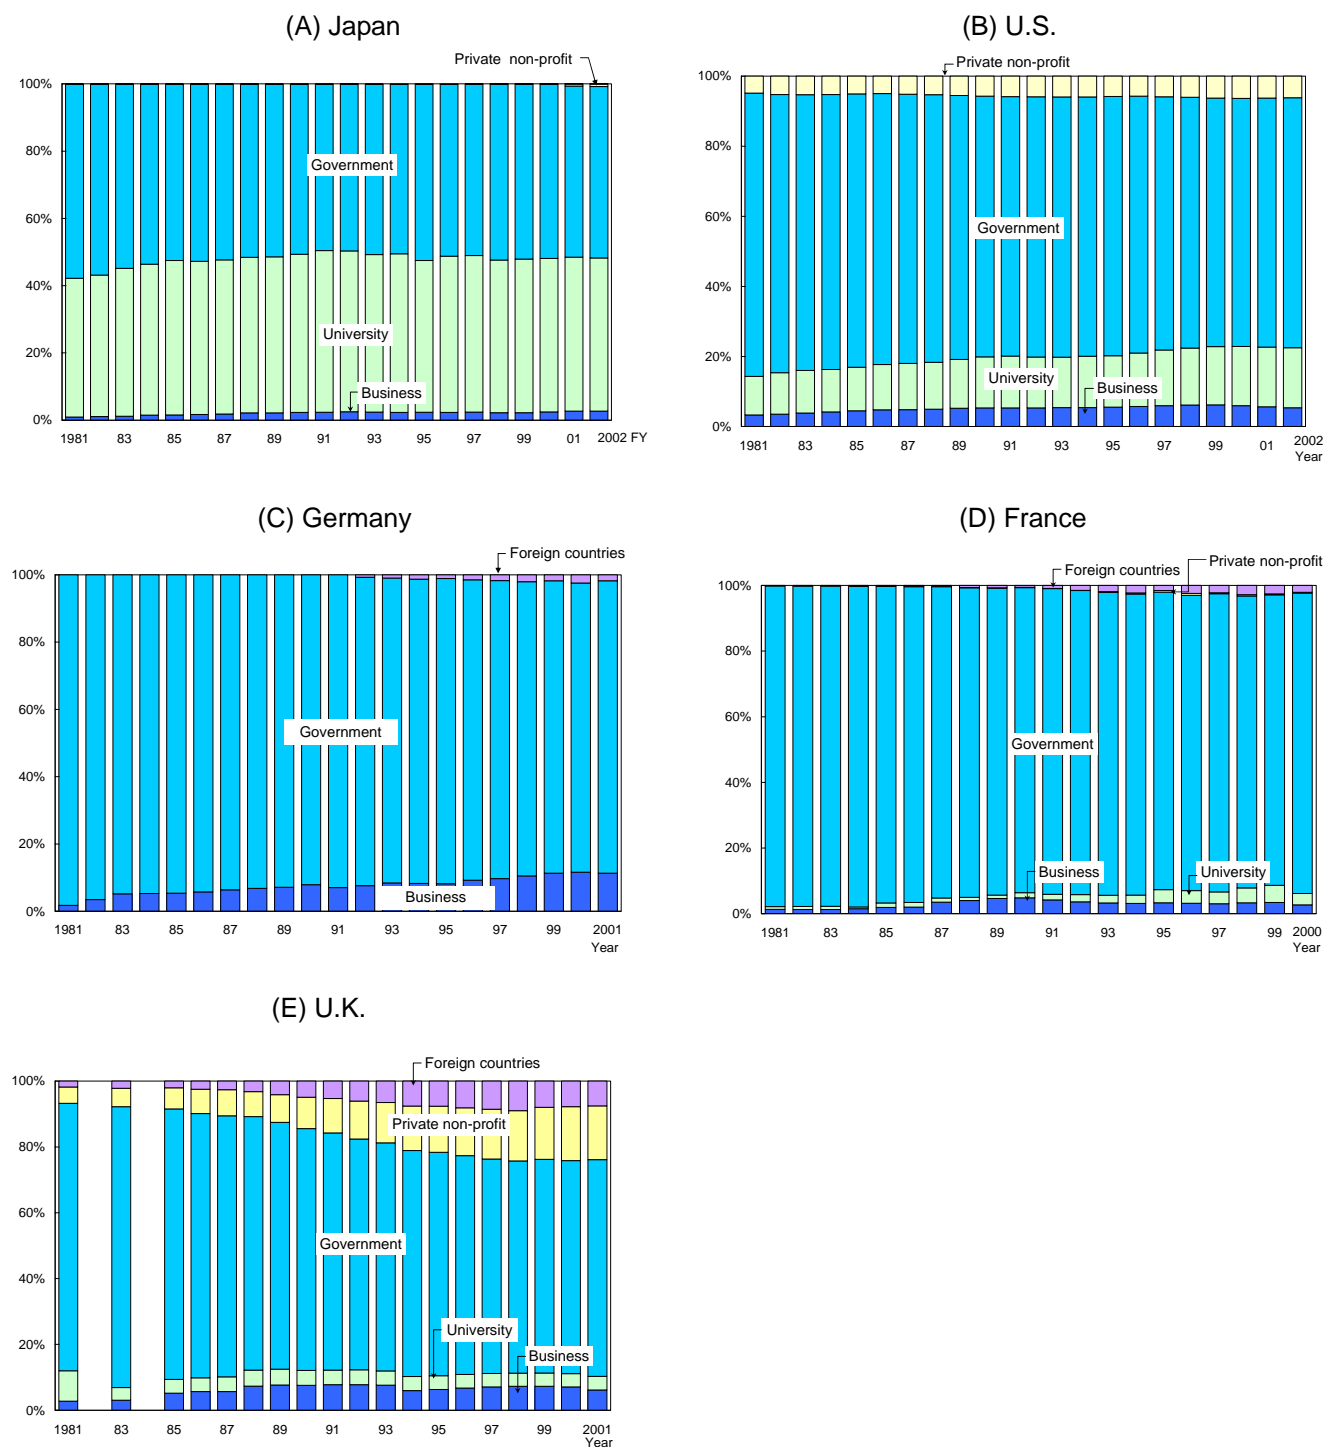 (A) Japan
Private non-profit
100%
80%
60%
40%
20%
0%
Government
University
Business
1981 83 85 87 89 91 93 95 97 99 01 2002 FY
(B) U.S.
Private non-profit
100%
80%
60%
40%
20%
0%
Government
University
Business
1981 83 85 87 89 91 93 95 97 99 01 2002
Year
(C) Germany
Foreign countries
100%
80%
60%
40%
20%
0%
Government
Business
1981 83 85 87 89 91 93 95 97 99 2001
Year
(D) France
Private non-profit
Foreign countries
100%
80%
60%
40%
20%
0%
Government
Business
University
1981 83 85 87 89 91 93 95 97 99 2000
Year
(E) U.K.
Foreign countries
100%
80%
60%
40%
20%
0%
Private non-profit
Government
University
Business
1981 83 85 87 89 91 93 95 97 99 2001
Year